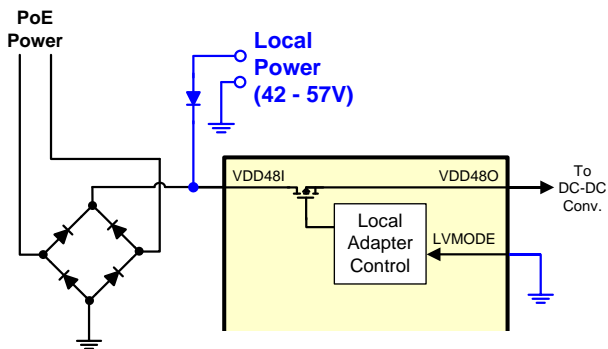 PoE
Power
Local
Power
(42 - 57V)
VDD48I
VDD48O
To
DC-DC
Conv.
Local
Adapter
Control
LVMODE